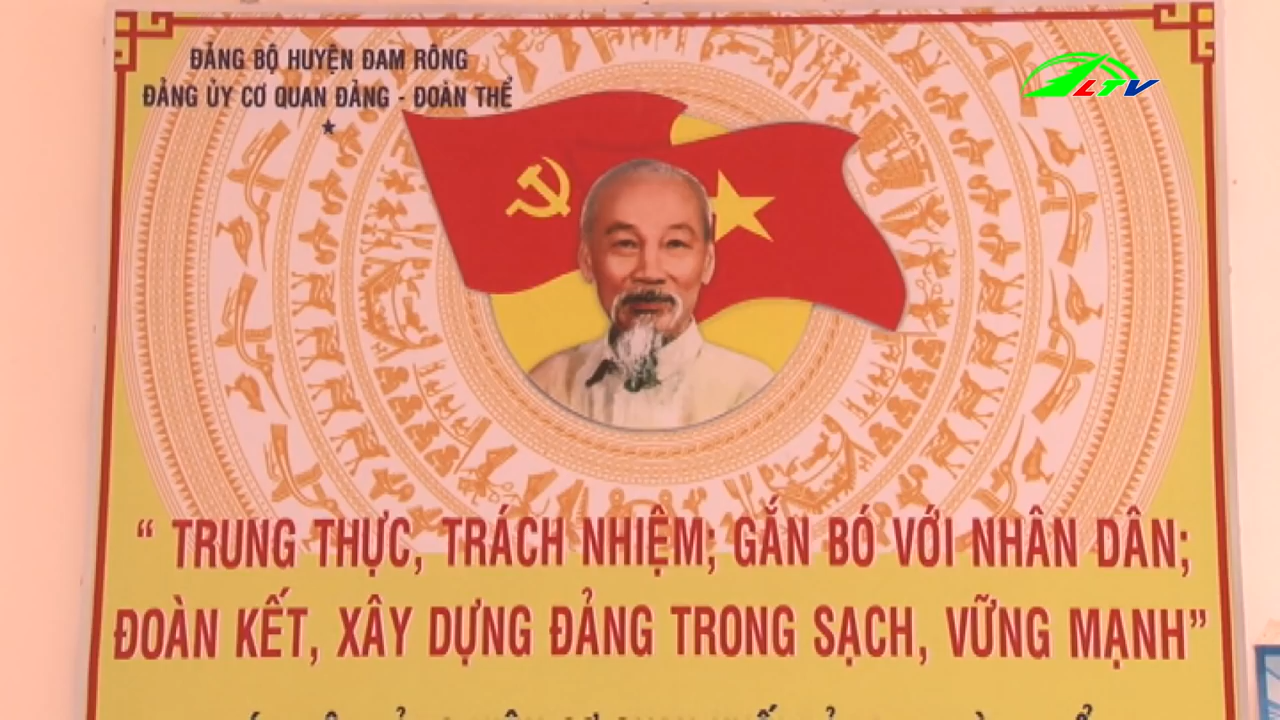 ĐẢNG BỘ HUYỆN ĐAM RÔNG
ĐẢNG ỦY CƠ QUAN ĐẢNG - ĐOÀN THỂ
LTV
“ TRUNG THỰC, TRÁCH NHIỆM; GẮN BÓ VỚI NHÂN DÂN;
ĐOÀN KẾT, XÂY DỰNG ĐẢNG TRONG SẠCH, VỮNG MẠNH”